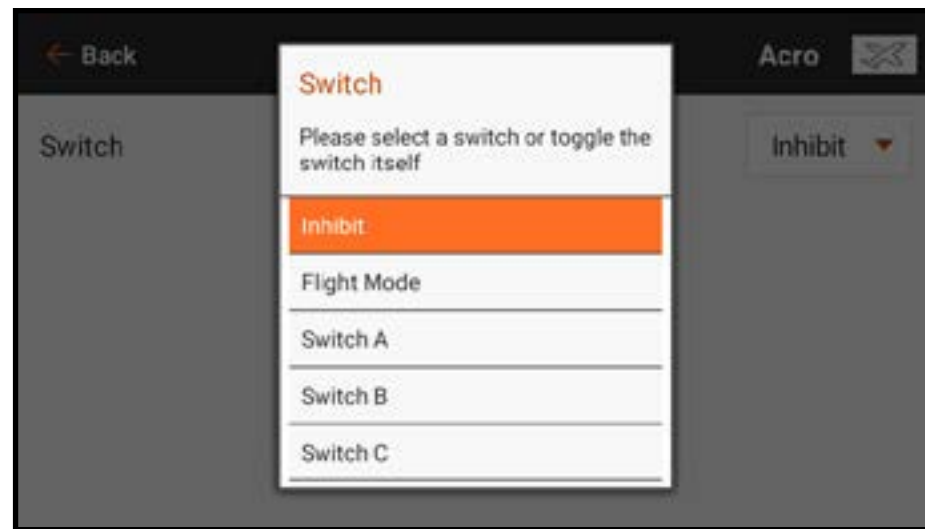 ← Back
Acro
Switch
Please select a switch or toggle the
switch itself
Switch
Inhibit
Inhibit
Flight Mode
Switch A
Switch B
Switch C